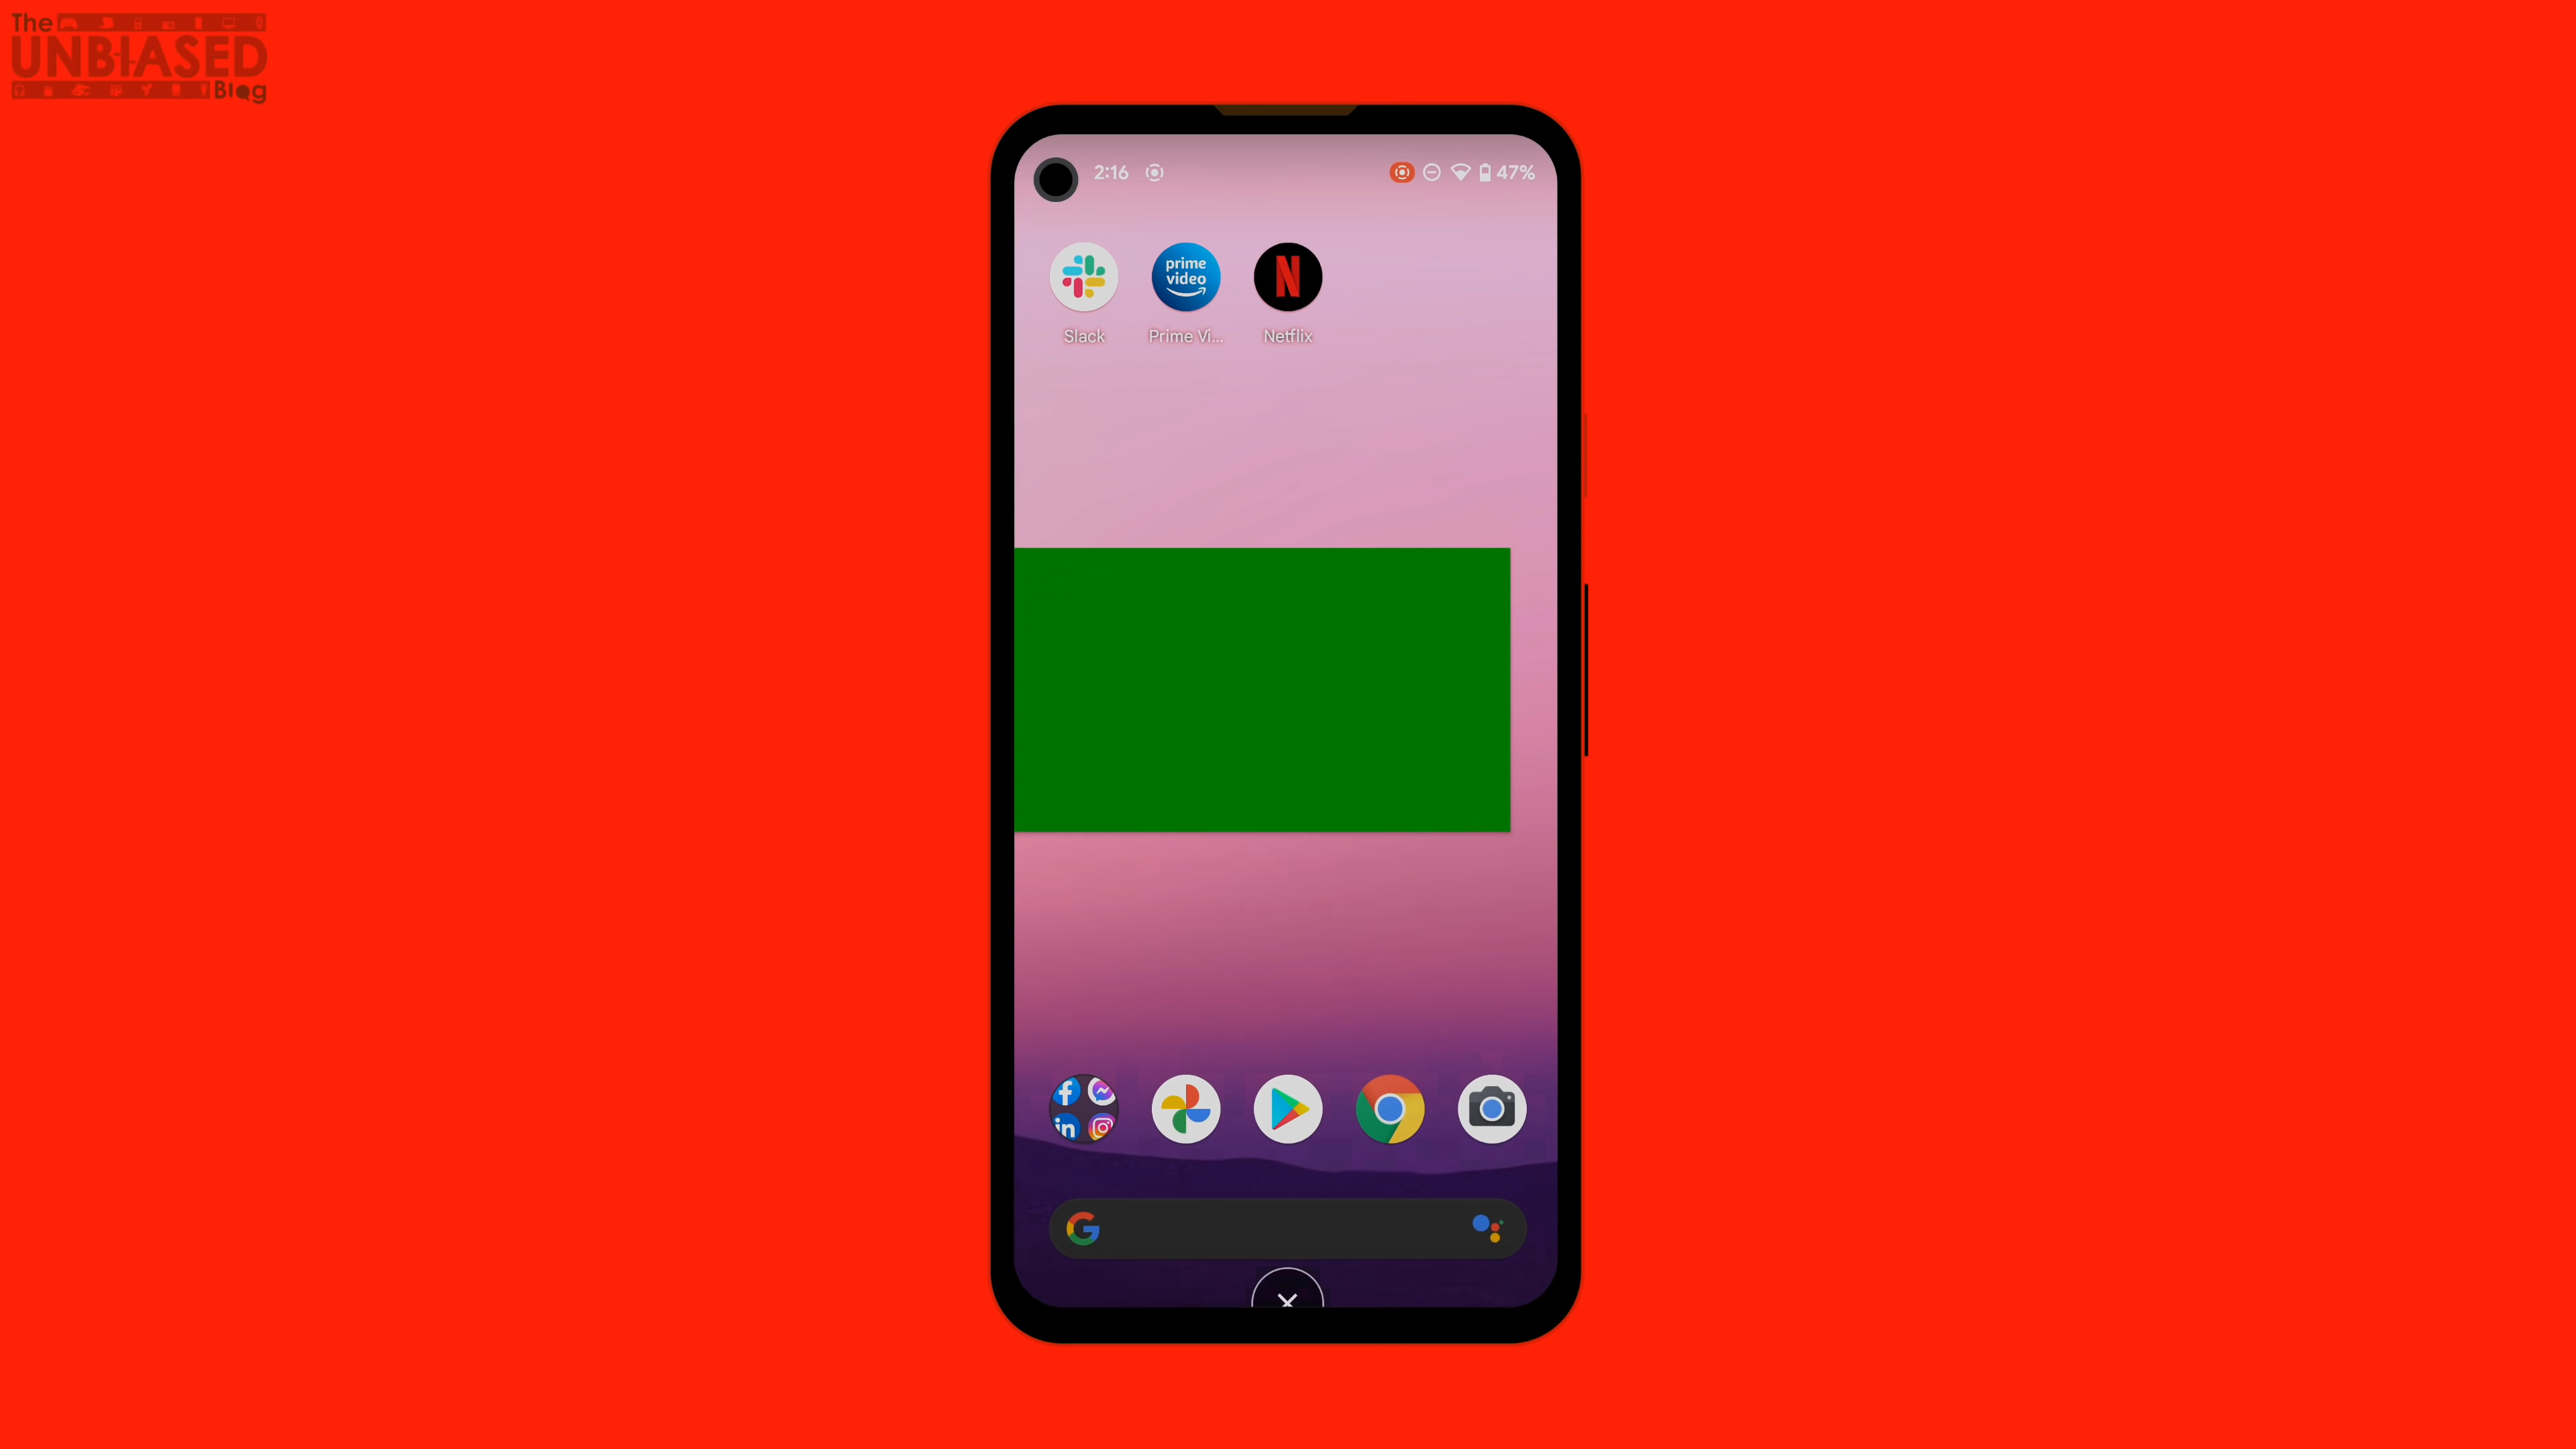 The
UNBIASED
Blog
2:16
47%
prime
video
Slack
Prime Vi...
Netflix